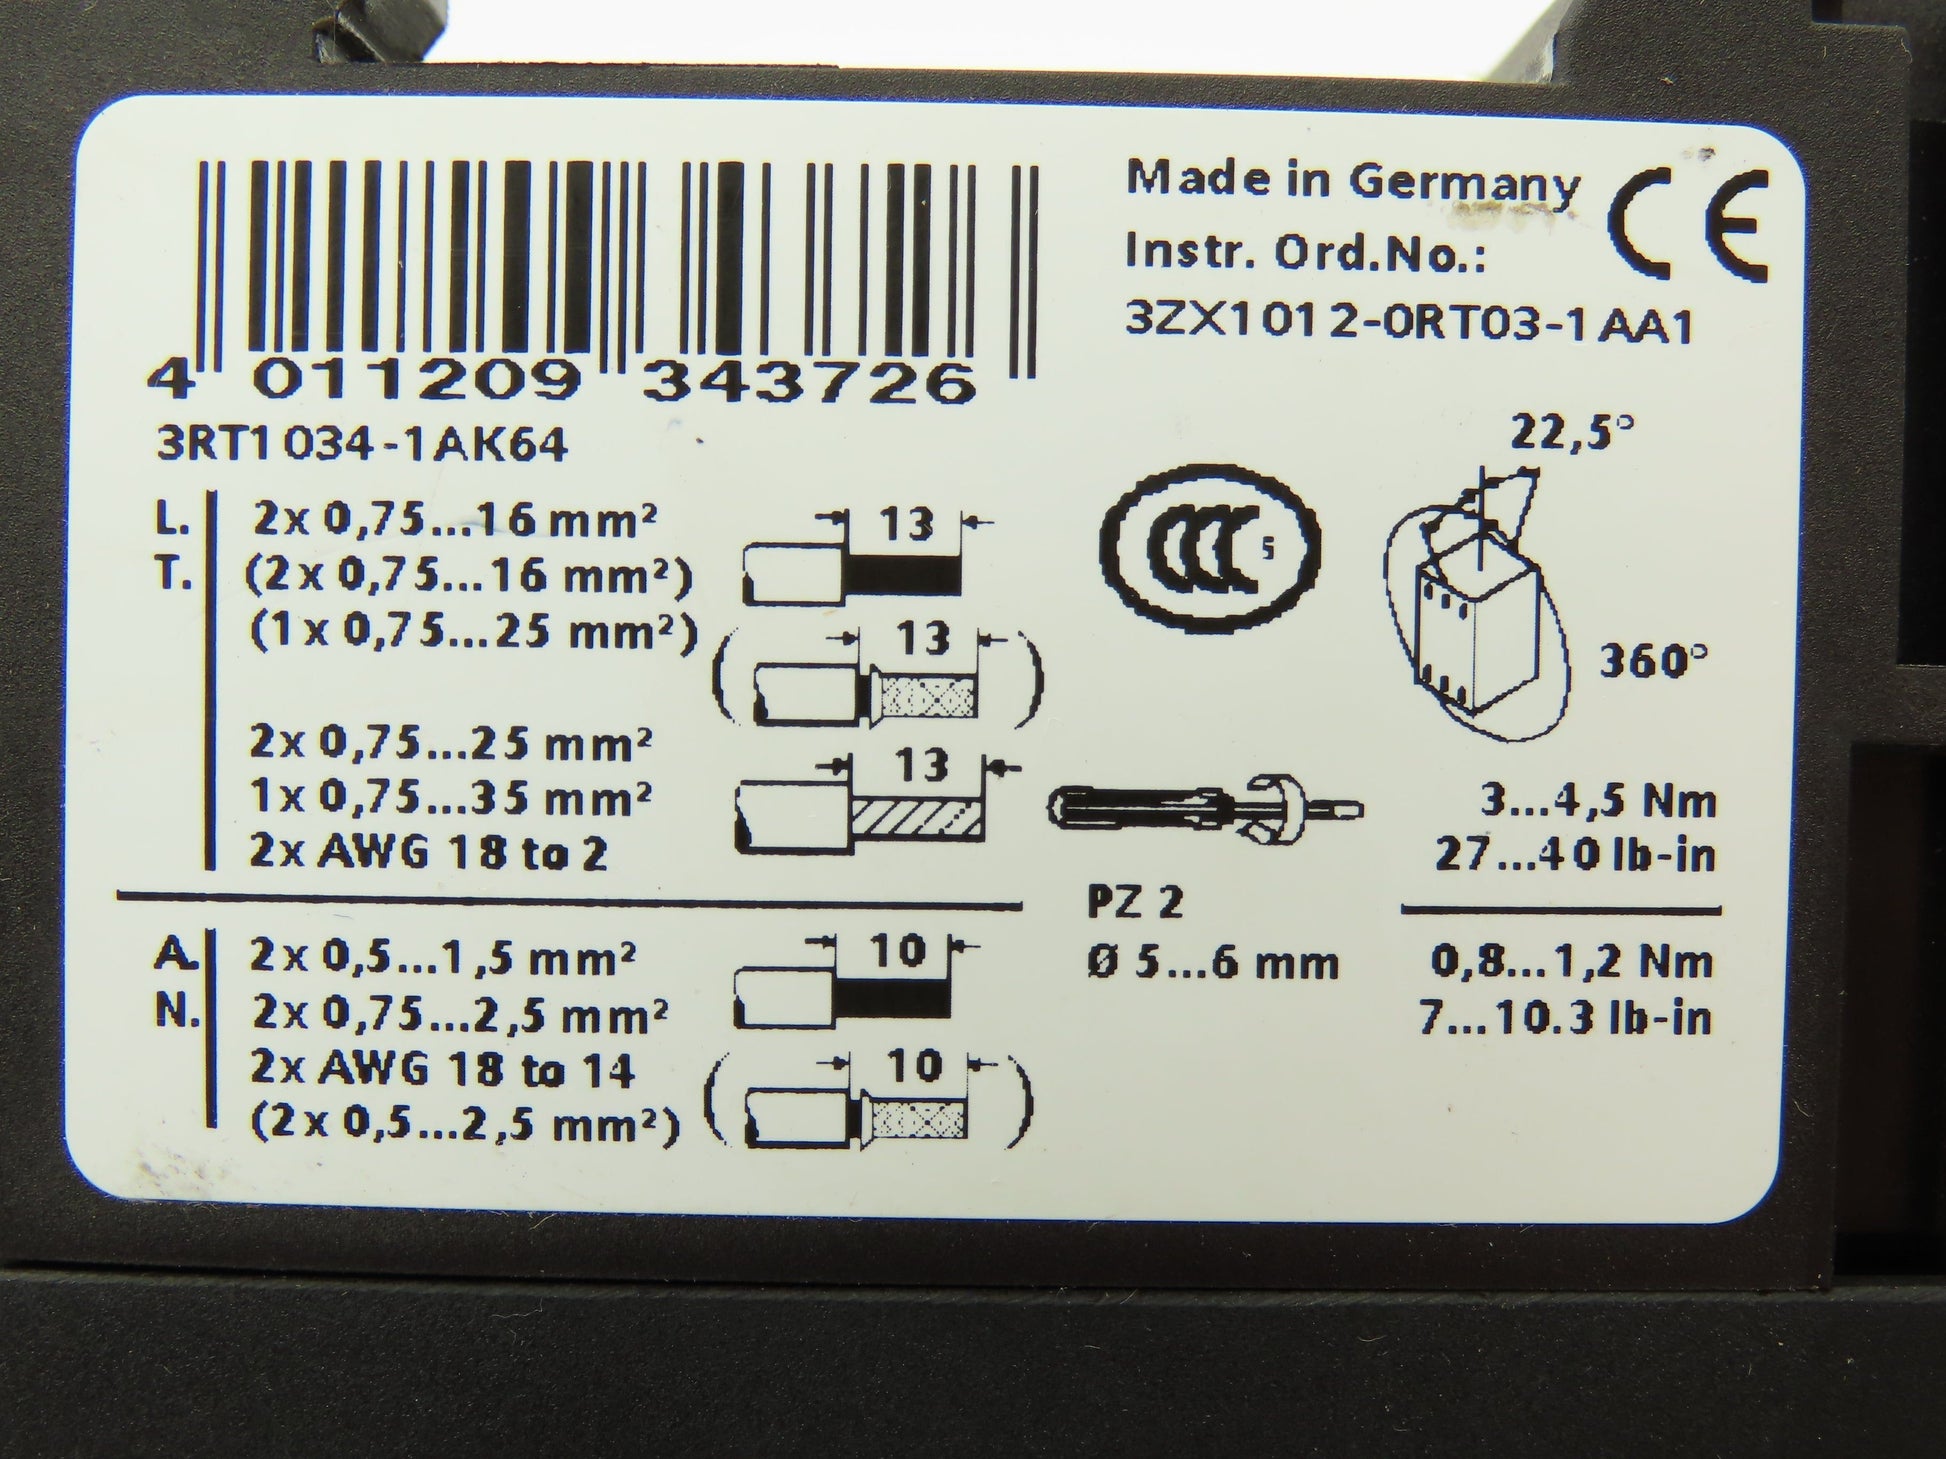 4 011209 343726
3RT1034-1AK64
Made in Germany
CE
Instr. Ord.No.:
3ZX1012-0RT03-1AA1
L.
T.
2x 0,75...16 mm²
(2x 0,75...16 mm²)
(1x 0,75...25 mm²)
2x 0,75...25 mm²
1x 0,75...35 mm²
2x AWG 18 to 2
13
13
13
CCC S
22,5°
360°
3...4,5 Nm
27...40 lb-in
PZ 2
Ø 5...6 mm
0,8...1,2 Nm
7...10.3 lb-in
A.
N.
2x 0,5...1,5 mm²
2x 0,75...2,5 mm²
2x AWG 18 to 14
(2x 0,5...2,5 mm²)
10
10